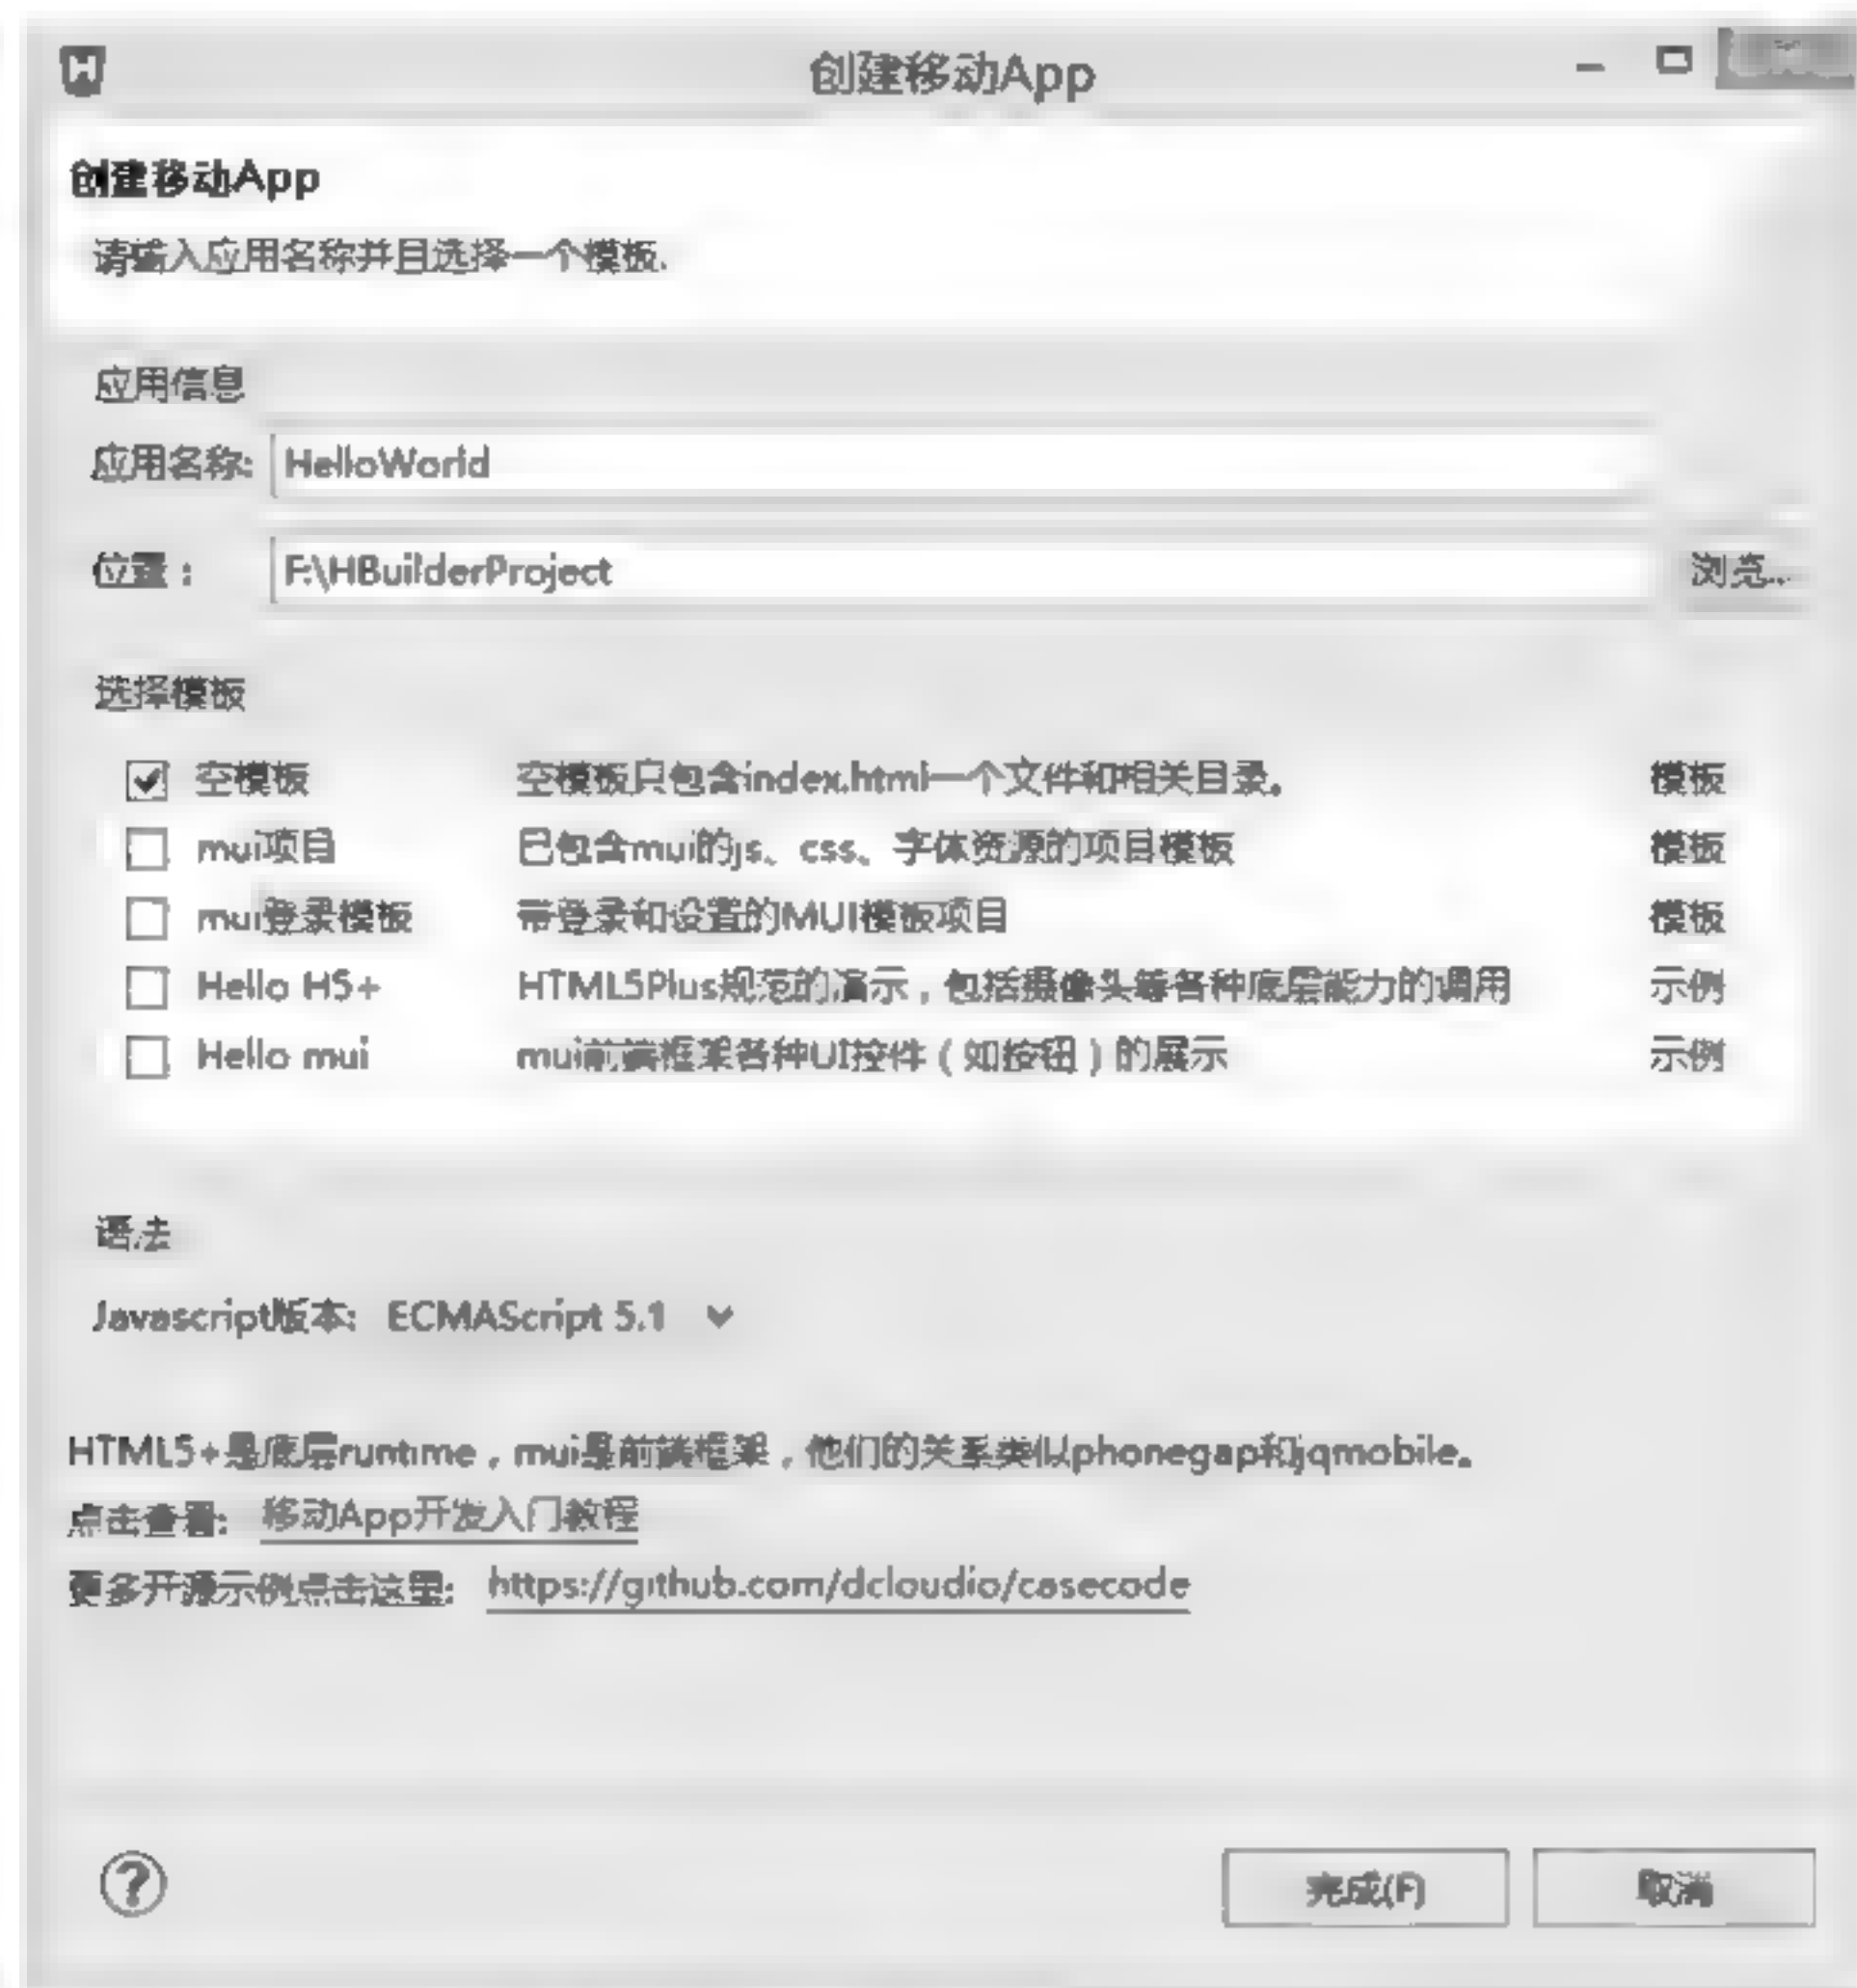 创建移动App
创建移动App
请输入应用名称并且选择一个模板.
应用信息
应用名称: HelloWorld
位置： F:\HBuilderProject 浏览...
选择模板
空模板 空模板只包含index.html一个文件和相关目录。 模板
mui项目 已包含mui的js、css、字体资源的项目模板 模板
mui登录模板 带登录和设置的MUI模板项目 模板
Hello H5+ HTML5Plus规范的演示，包括摄像头等各种底层能力的调用 示例
Hello mui mui前端框架各种UI控件（如按钮）的展示 示例
语法
Javascript版本: ECMAScript 5.1
HTML5+是底层runtime，mui是前端框架，他们的关系类似phonegap和jqmobile。
点击查看: 移动App开发入门教程
更多开源示例点击这里: https://github.com/dcloudio/casecode
完成(F) 取消